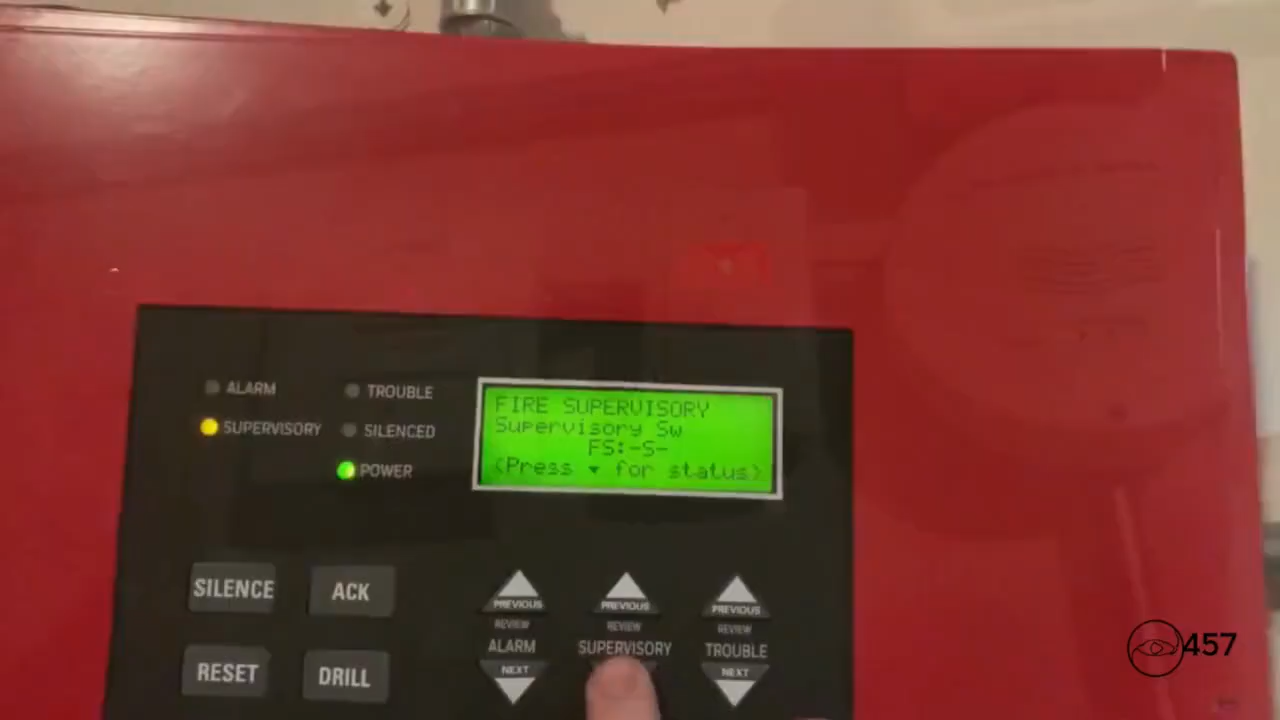 ALARM
TROUBLE
SUPERVISORY
SILENCED
POWER
FIRE SUPERVISORY
Supervisory Sw
FS:-S-
(Press ▾ for status)
SILENCE
ACK
RESET
DRILL
PREVIOUS
REVIEW
ALARM
NEXT
PREVIOUS
REVIEW
SUPERVISORY
PREVIOUS
REVIEW
TROUBLE
NEXT
457